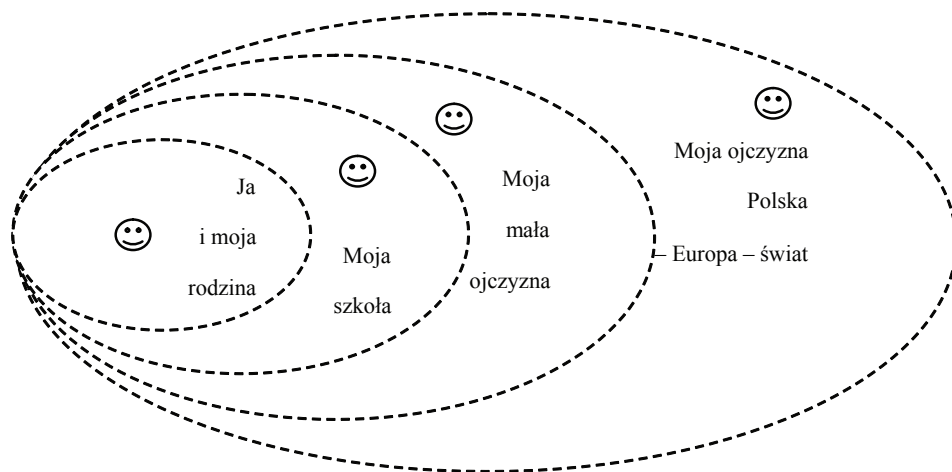 Ja
i moja
rodzina
Moja
szkoła
Moja
mała
ojczyzna
Moja ojczyzna
Polska
– Europa – świat